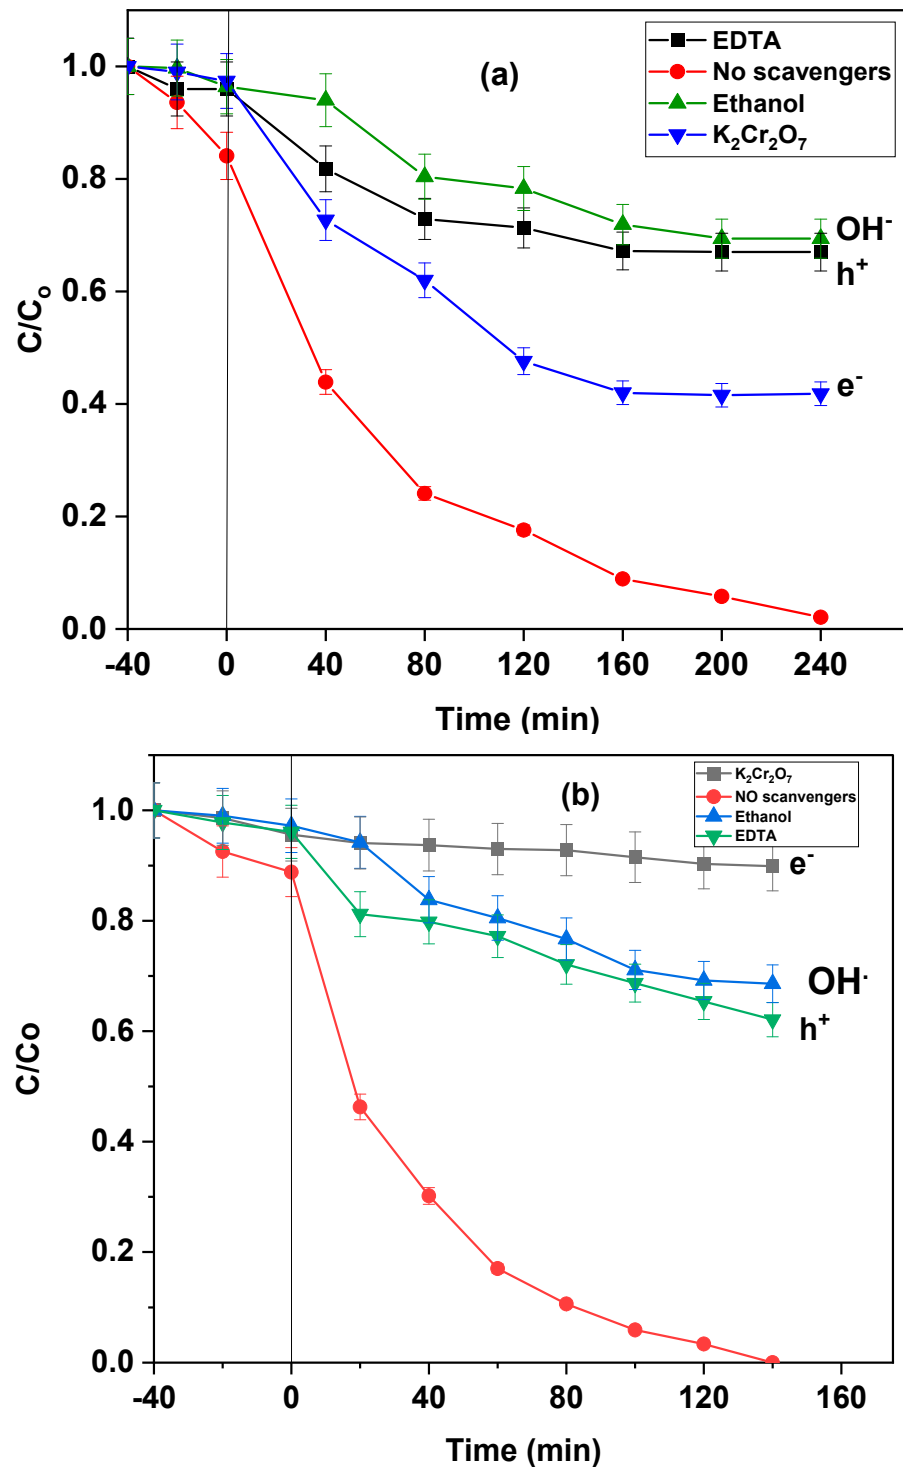 (a)
EDTA
No scavengers
Ethanol
K₂Cr₂O₇
1.0
0.8
0.6
0.4
0.2
0.0
C/Cₒ
OH⁻
h⁺
e⁻
-40 0 40 80 120 160 200 240
Time (min)
(b)
K₂Cr₂O₇
NO scanvengers
Ethanol
EDTA
1.0
0.8
0.6
0.4
0.2
0.0
C/Co
e⁻
OH·
h⁺
-40 0 40 80 120 160
Time (min)